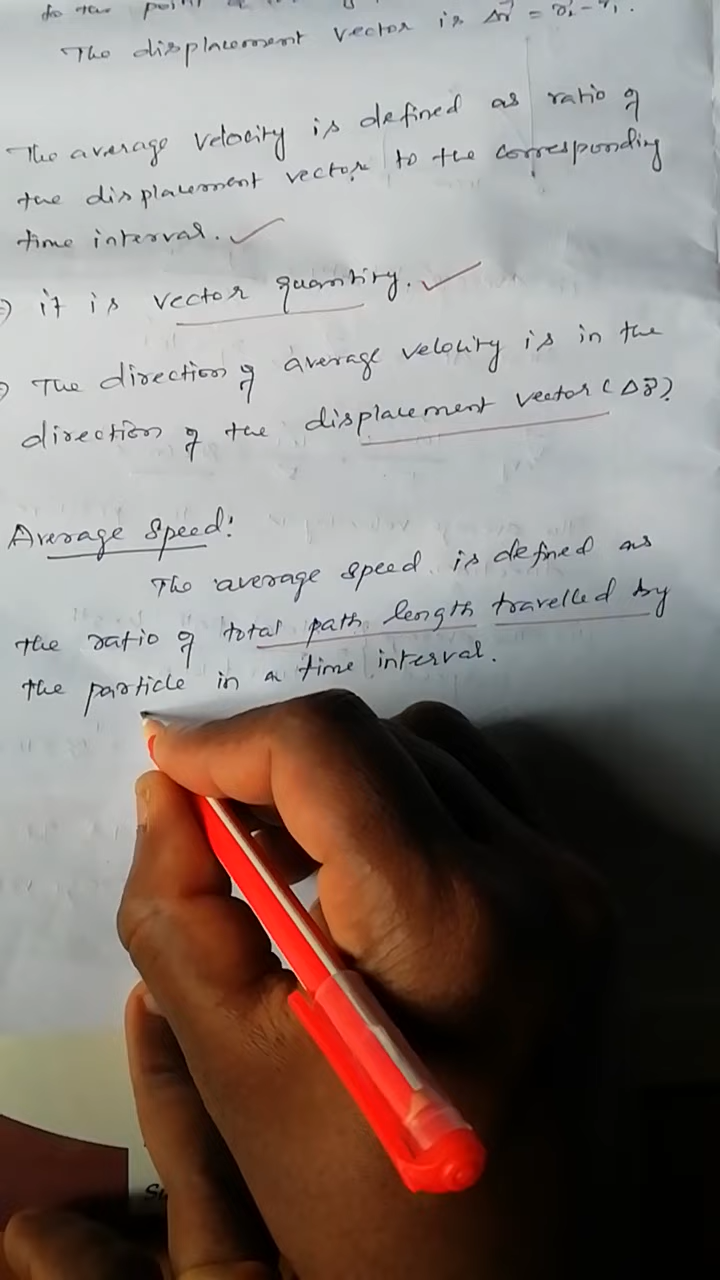 to the point
The displacement vector is Δr⃗ =
The average velocity is defined as ratio of
the displacement vector to the corresponding
time interval.
it is vector quantity.
The direction of average velocity is in the
direction of the displacement vector (Δr⃗).
Average Speed:
The average speed is defined as
the ratio of total path length travelled by
the particle in a time interval.